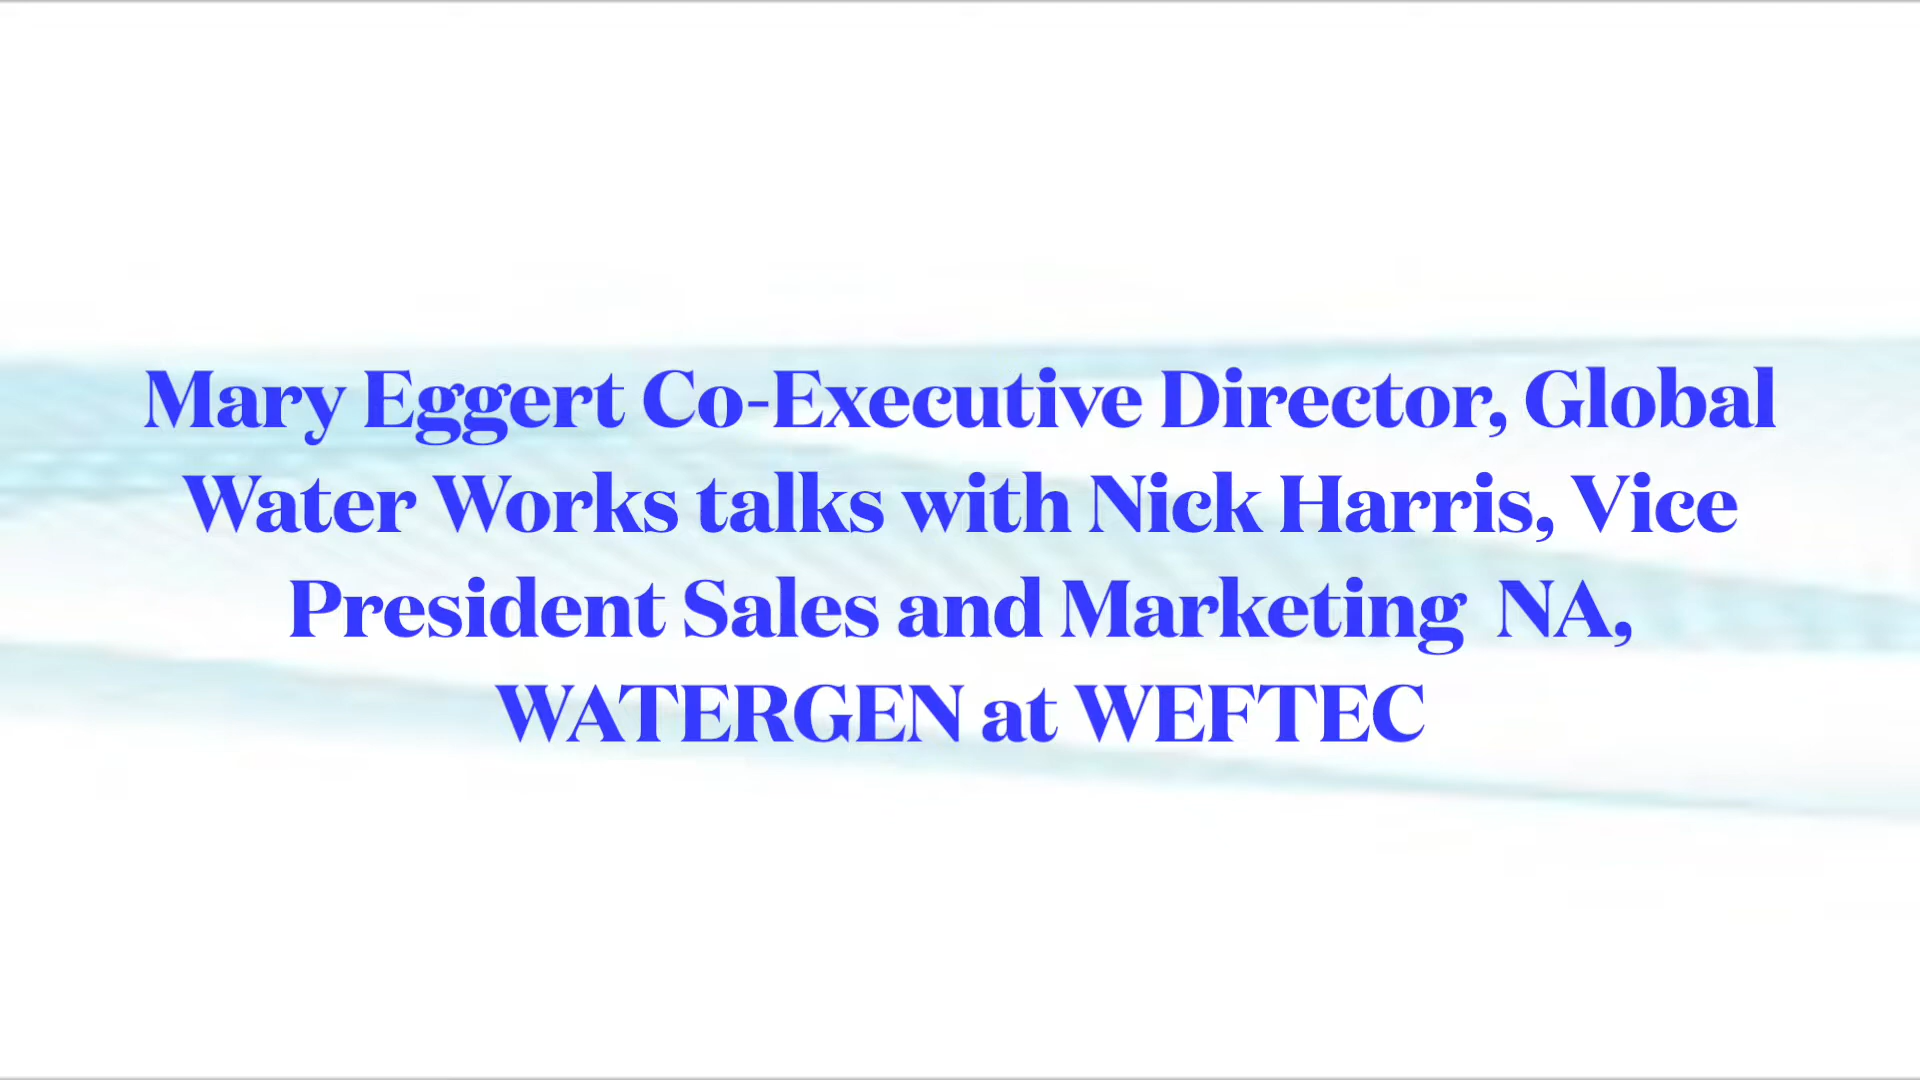 Mary Eggert Co-Executive Director, Global
Water Works talks with Nick Harris, Vice
President Sales and Marketing  NA,
WATERGEN at WEFTEC